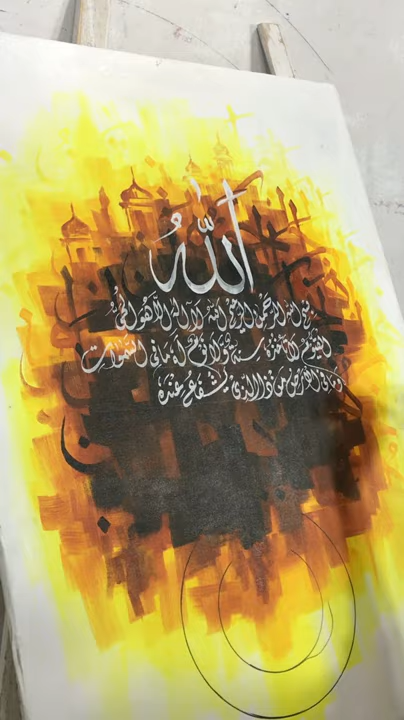 اللهُ
بسم الله الرحمن الرحيم الله لا اله الا هو الحي
القيوم لا تاخذه سنة ولا نوم له ما في السموات
وما في الارض من ذا الذي يشفع عنده